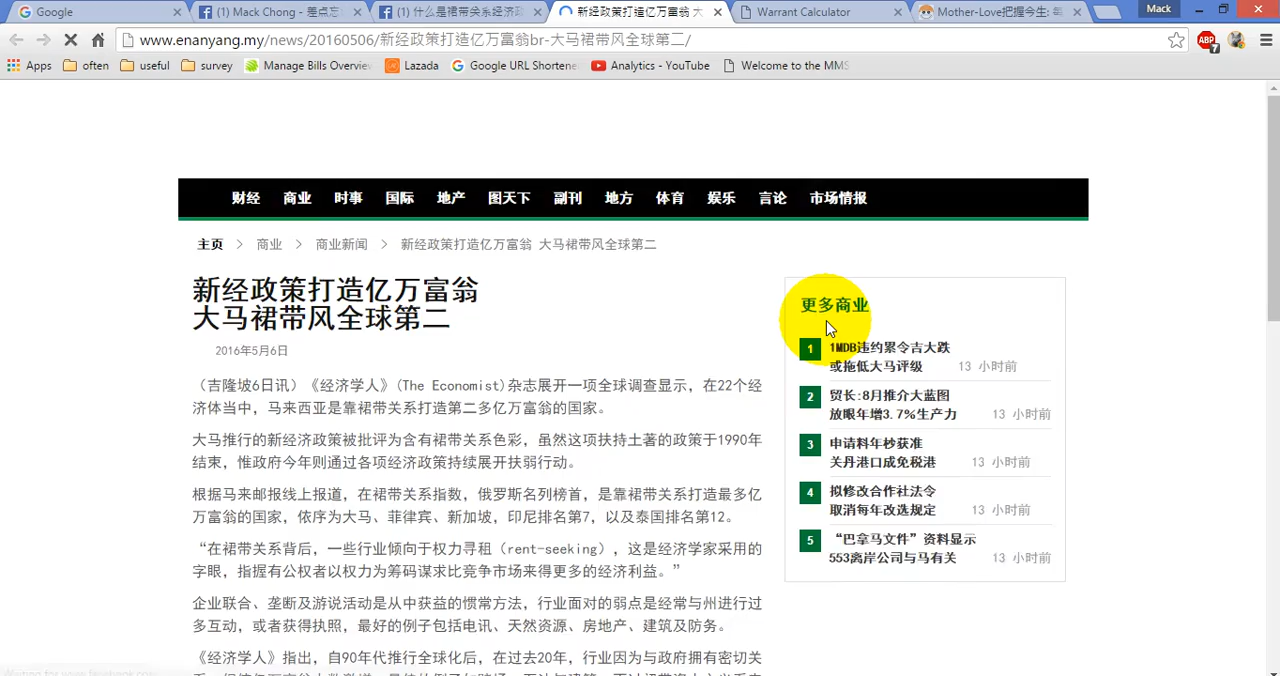 Google
(1) Mack Chong - 差点忘
(1) 什么是裙带关系经济
新经政策打造亿万富翁 大
Warrant Calculator
Mother-Love把握今生:
Mack
www.enanyang.my/news/20160506/新经政策打造亿万富翁br-大马裙带风全球第二/
ABP
7
Apps
often
useful
survey
Manage Bills Overvie
Lazada
Google URL Shortene
Analytics - YouTube
Welcome to the MMS
财经 商业 时事 国际 地产 图天下 副刊 地方 体育 娱乐 言论 市场情报
主页 > 商业 > 商业新闻 > 新经政策打造亿万富翁 大马裙带风全球第二
新经政策打造亿万富翁
大马裙带风全球第二
2016年5月6日
（吉隆坡6日讯）《经济学人》(The Economist)杂志展开一项全球调查显示，在22个经
济体当中，马来西亚是靠裙带关系打造第二多亿万富翁的国家。
大马推行的新经济政策被批评为含有裙带关系色彩，虽然这项扶持土著的政策于1990年
结束，惟政府今年则通过各项经济政策持续展开扶弱行动。
根据马来邮报线上报道，在裙带关系指数，俄罗斯名列榜首，是靠裙带关系打造最多亿
万富翁的国家，依序为大马、菲律宾、新加坡，印尼排名第7，以及泰国排名第12。
“在裙带关系背后，一些行业倾向于权力寻租（rent-seeking），这是经济学家采用的
字眼，指握有公权者以权力为筹码谋求比竞争市场来得更多的经济利益。”
企业联合、垄断及游说活动是从中获益的惯常方法，行业面对的弱点是经常与州进行过
多互动，或者获得执照，最好的例子包括电讯、天然资源、房地产、建筑及防务。
《经济学人》指出，自90年代推行全球化后，在过去20年，行业因为与政府拥有密切关
更多商业
1 1MDB违约累令吉大跌
或拖低大马评级 13 小时前
2 贸长:8月推介大蓝图
放眼年增3.7%生产力 13 小时前
3 申请料年杪获准
关丹港口成免税港 13 小时前
4 拟修改合作社法令
取消每年改选规定 13 小时前
5 “巴拿马文件”资料显示
553离岸公司与马有关 13 小时前